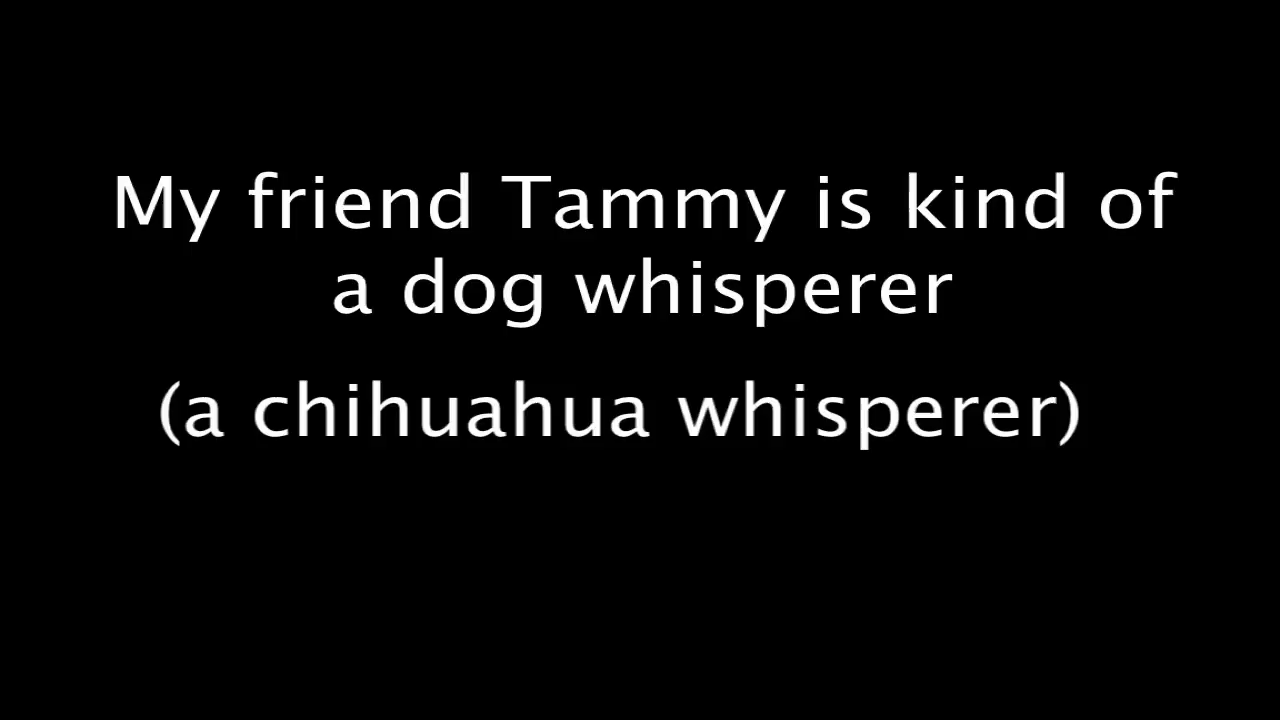 My friend Tammy is kind of
a dog whisperer
(a chihuahua whisperer)